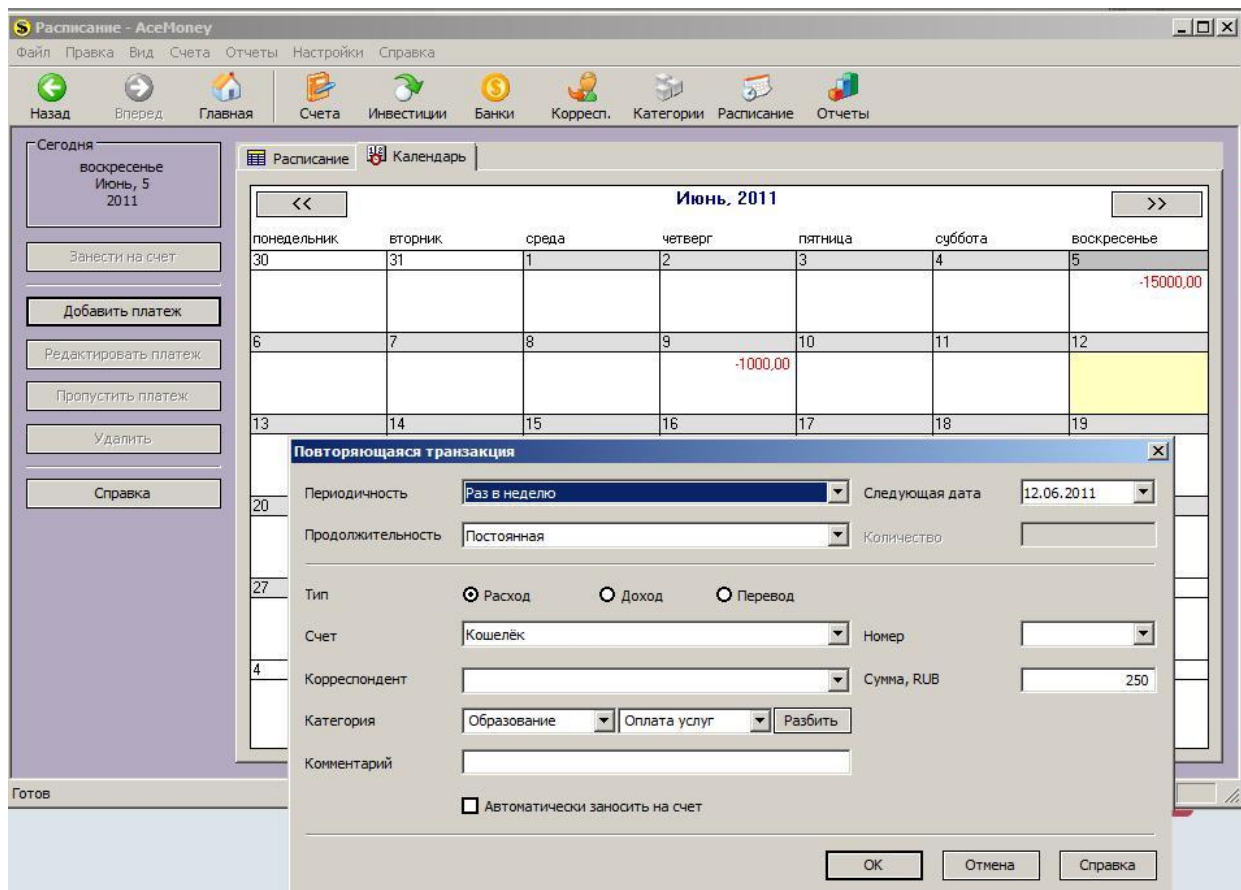 Расписание - AceMoney
Файл Правка Вид Счета Отчеты Настройки Справка
Назад Вперед Главная Счета Инвестиции Банки Корресп. Категории Расписание Отчеты
Сегодня
воскресенье
Июнь, 5
2011
Занести на счет
Добавить платеж
Редактировать платеж
Пропустить платеж
Удалить
Справка
Расписание Календарь
<< Июнь, 2011 >>
понедельник вторник среда четверг пятница суббота воскресенье
30 31 1 2 3 4 5
-15000,00
6 7 8 9 10 11 12
-1000,00
13 14 15 16 17 18 19
20
27
4
Повторяющаяся транзакция
Периодичность Раз в неделю Следующая дата 12.06.2011
Продолжительность Постоянная Количество
Тип Расход Доход Перевод
Счет Кошелёк Номер
Корреспондент Сумма, RUB 250
Категория Образование Оплата услуг Разбить
Комментарий
Автоматически заносить на счет
OK Отмена Справка
Готов